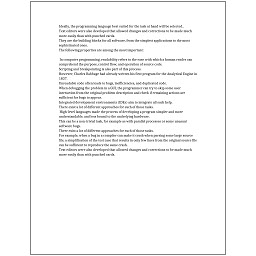 Ideally, the programming language best suited for the task at hand will be selected.
Text editors were also developed that allowed changes and corrections to be made much
more easily than with punched cards.
They are the building blocks for all software, from the simplest applications to the most
sophisticated ones.
The following properties are among the most important:
In computer programming, readability refers to the ease with which a human reader can
comprehend the purpose, control flow, and operation of source code.
Scripting and breakpointing is also part of this process.
However, Charles Babbage had already written his first program for the Analytical Engine in
1837.
Unreadable code often leads to bugs, inefficiencies, and duplicated code.
When debugging the problem in a GUI, the programmer can try to skip some user
interaction from the original problem description and check if remaining actions are
sufficient for bugs to appear.
Integrated development environments (IDEs) aim to integrate all such help.
There exist a lot of different approaches for each of those tasks.
High-level languages made the process of developing a program simpler and more
understandable, and less bound to the underlying hardware.
This can be a non-trivial task, for example as with parallel processes or some unusual
software bugs.
There exist a lot of different approaches for each of those tasks.
For example, when a bug in a compiler can make it crash when parsing some large source
file, a simplification of the test case that results in only few lines from the original source file
can be sufficient to reproduce the same crash.
Text editors were also developed that allowed changes and corrections to be made much
more easily than with punched cards.